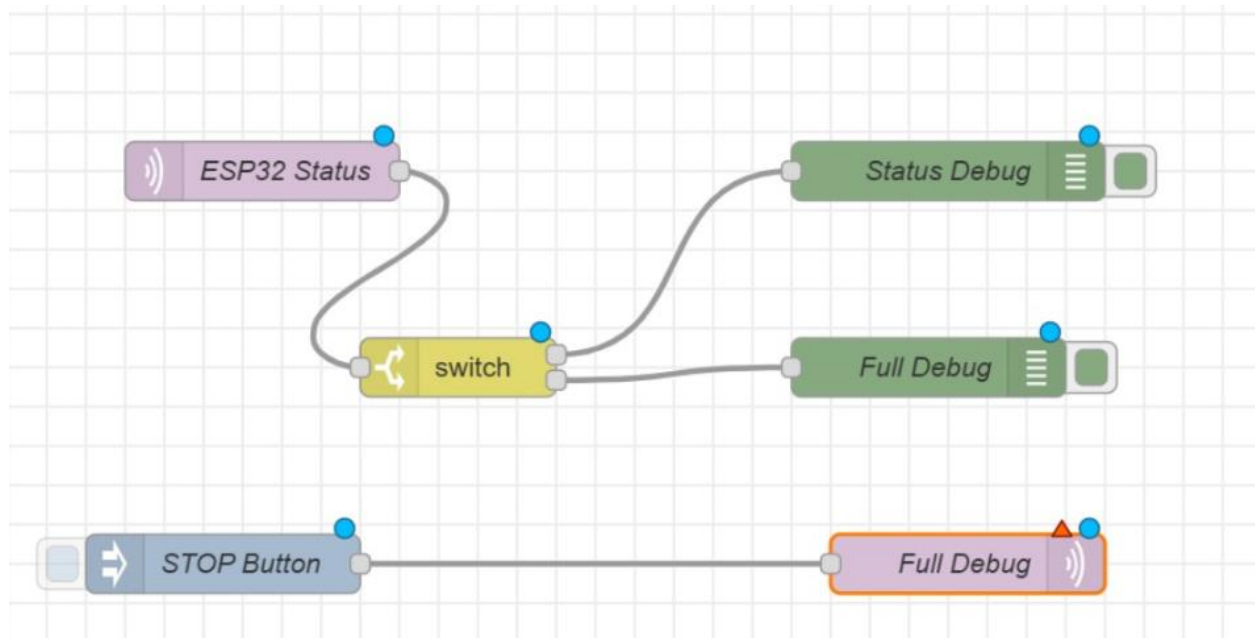 ESP32 Status
Status Debug
switch
Full Debug
STOP Button
Full Debug